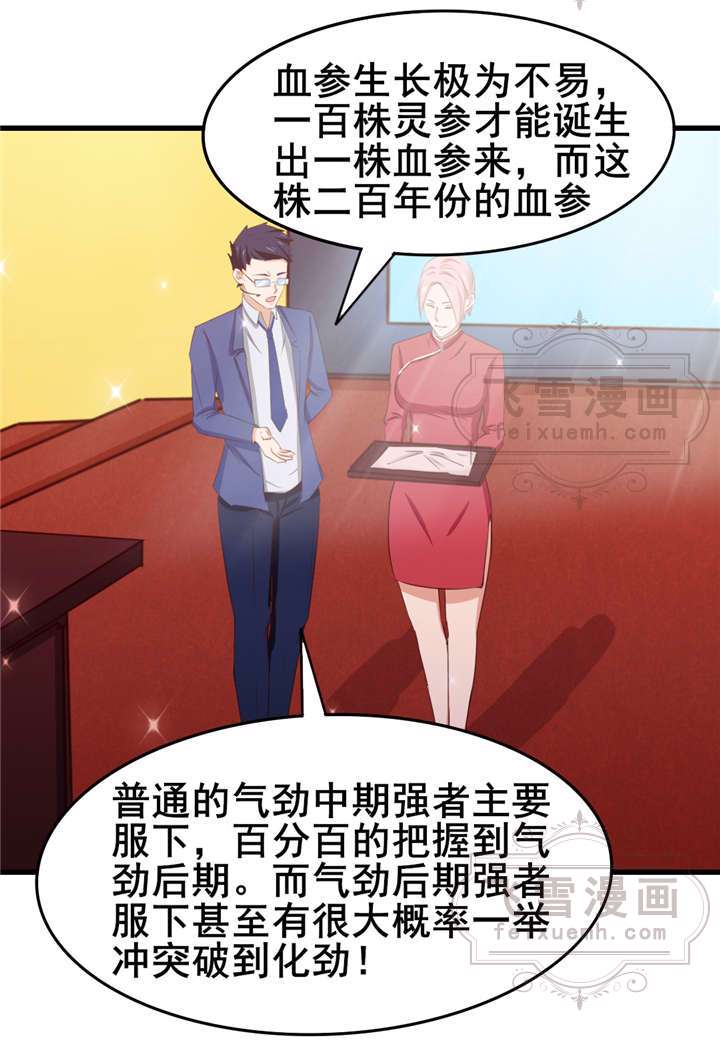 血参生长极为不易，
一百株灵参才能诞生
出一株血参来，而这
株二百年份的血参
飞雪漫画
feixuemh.com
普通的气劲中期强者主要
服下，百分百的把握到气
劲后期。而气劲后期强者
服下甚至有很大概率一举
冲突破到化劲！
飞雪漫画
feixuemh.com